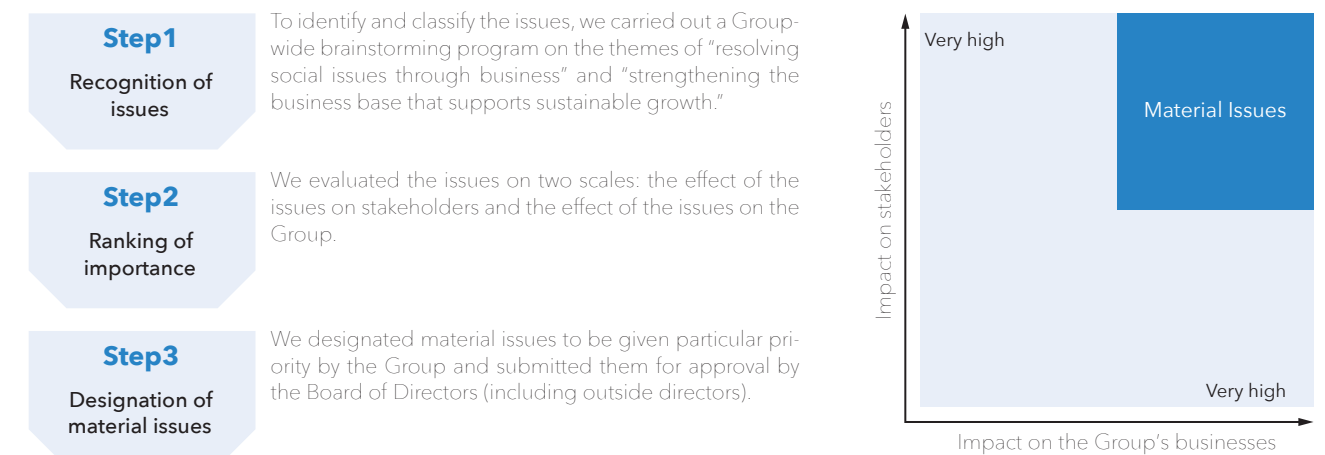 Step1
Recognition of
issues
To identify and classify the issues, we carried out a Group-
wide brainstorming program on the themes of “resolving
social issues through business” and “strengthening the
business base that supports sustainable growth.”
Step2
Ranking of
importance
We evaluated the issues on two scales: the effect of the
issues on stakeholders and the effect of the issues on the
Group.
Step3
Designation of
material issues
We designated material issues to be given particular pri-
ority by the Group and submitted them for approval by
the Board of Directors (including outside directors).
Very high
Material Issues
Impact on stakeholders
Very high
Impact on the Group’s businesses